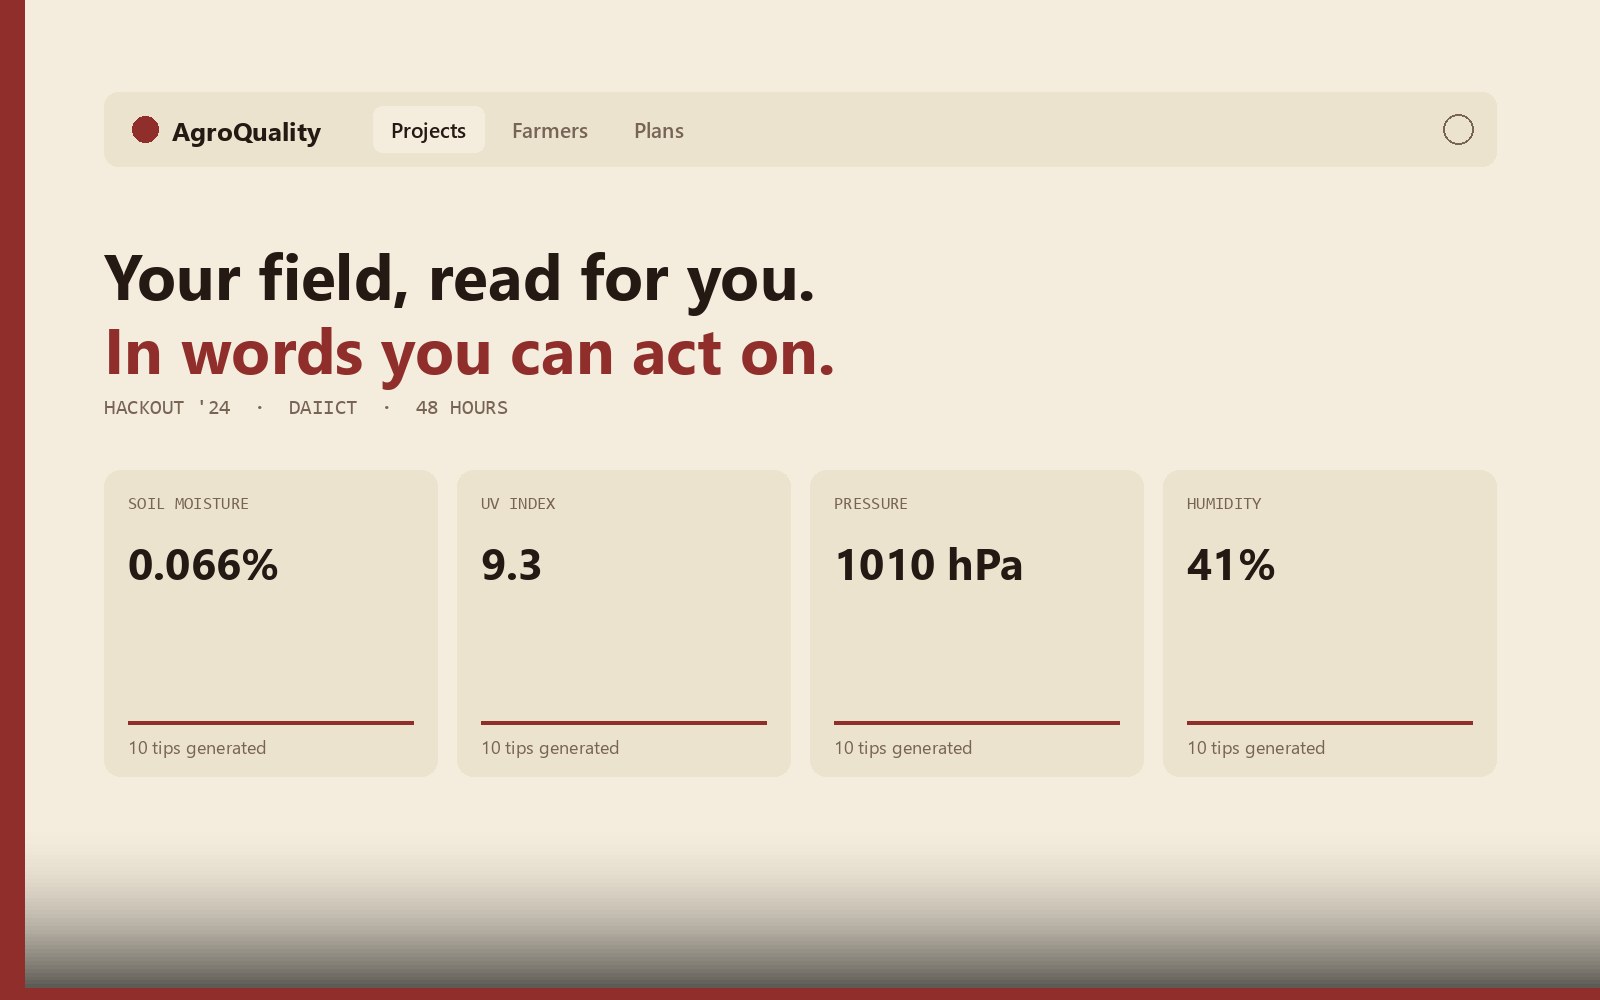 AgroQuality Projects Farmers Plans
Your field, read for you.
In words you can act on.
HACKOUT '24 · DAIICT · 48 HOURS
SOIL MOISTURE
0.066%
10 tips generated
UV INDEX
9.3
10 tips generated
PRESSURE
1010 hPa
10 tips generated
HUMIDITY
41%
10 tips generated